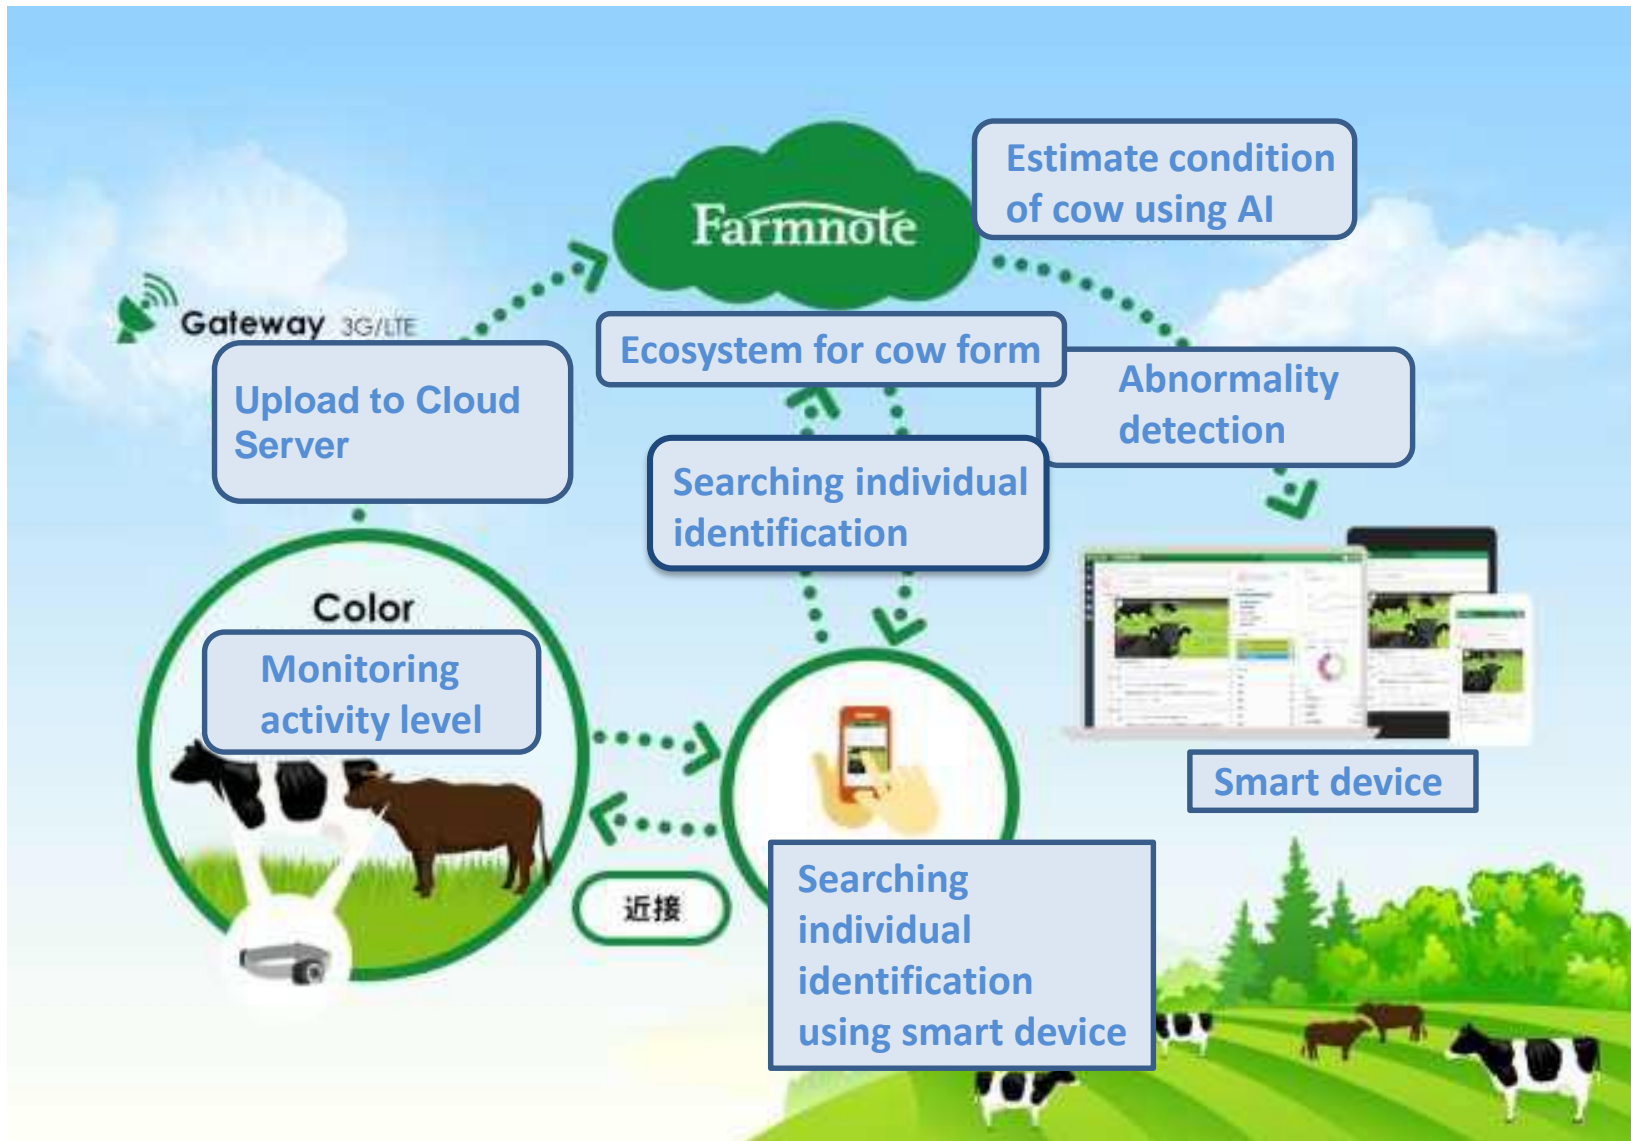 Estimate condition
of cow using AI
Farmnote
Gateway 3G/LTE
Ecosystem for cow form
Upload to Cloud
Server
Abnormality
detection
Searching individual
identification
Color
Monitoring
activity level
Smart device
近接
Searching
individual
identification
using smart device